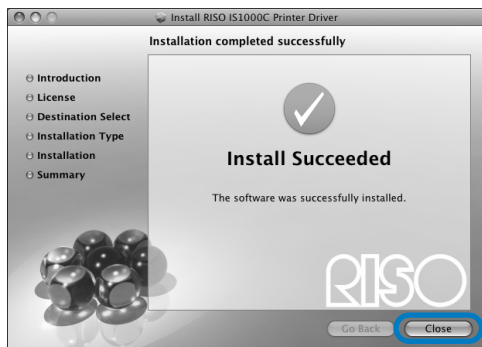 Install RISO IS1000C Printer Driver
Installation completed successfully
Introduction
License
Destination Select
Installation Type
Installation
Summary
Install Succeeded
The software was successfully installed.
RISO
Go Back
Close